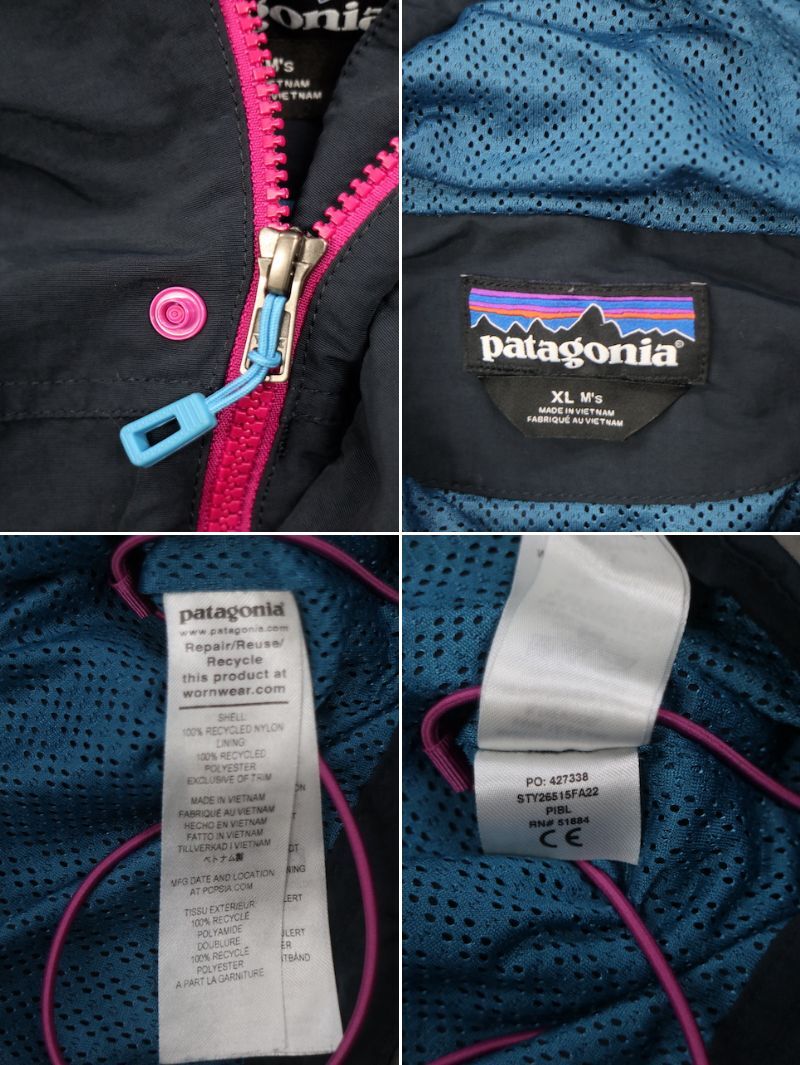 patagonia
M's
VIETNAM
VIETNAM
patagonia®
XL M's
MADE IN VIETNAM
FABRIQUÉ AU VIETNAM
patagonia®
www.patagonia.com
Repair/Reuse/
Recycle
this product at
wornwear.com
SHELL:
100% RECYCLED NYLON
LINING:
100% RECYCLED
POLYESTER
EXCLUSIVE OF TRIM
MADE IN VIETNAM
FABRIQUÉ AU VIETNAM
HECHO EN VIETNAM
FATTO IN VIETNAM
TILLVERKAD I VIETNAM
ベトナム製
MFG DATE AND LOCATION
AT PCPSIA.COM
TISSU EXTERIEUR
100% RECYCLÉ
POLYAMIDE
DOUBLURE
100% RECYCLÉ
POLYESTER
A PART LA GARNITURE
PO: 427338
STY26515FA22
PIBL
RN# 51884
CE